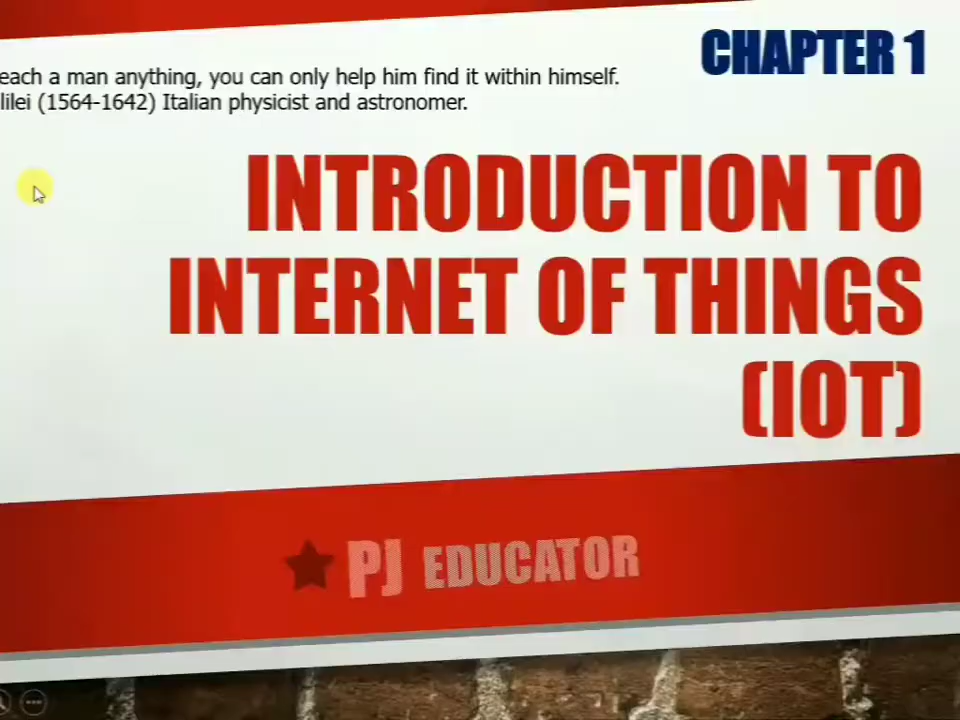 each a man anything, you can only help him find it within himself.
lilei (1564-1642) Italian physicist and astronomer.
CHAPTER 1
INTRODUCTION TO
INTERNET OF THINGS
(IOT)
PJ EDUCATOR